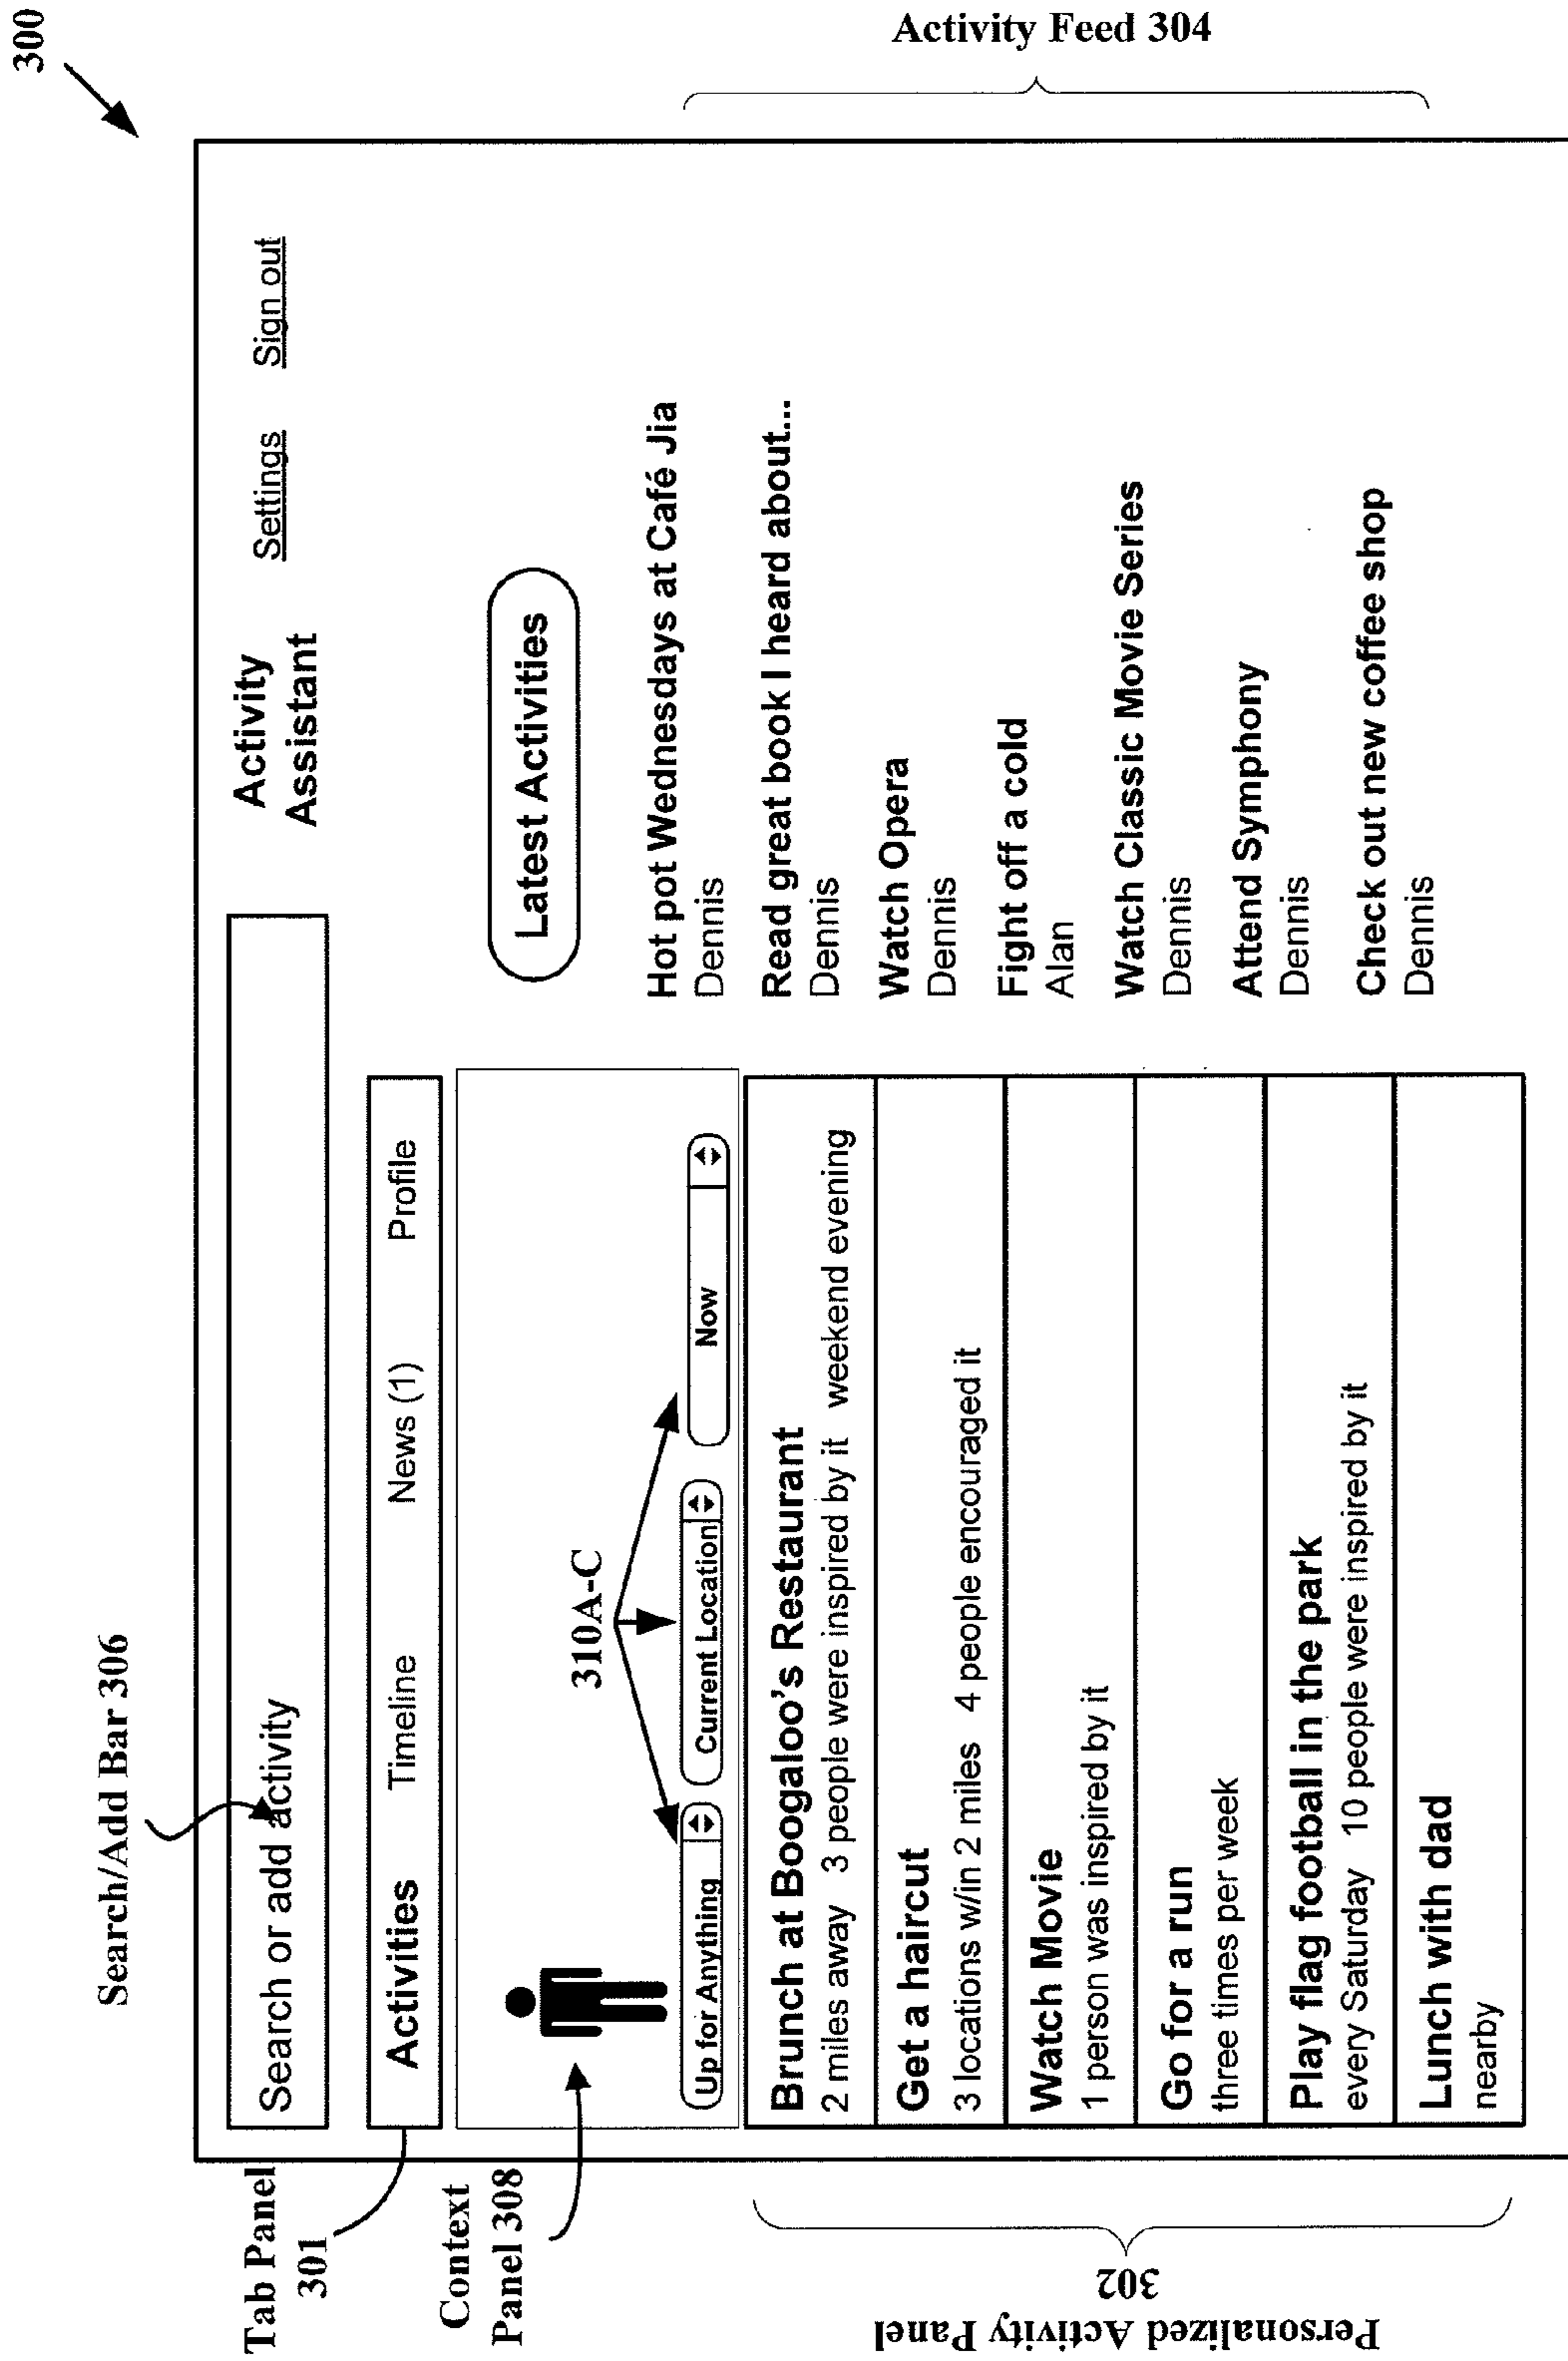 300
Search/Add Bar 306
Search or add activity
Activity
Assistant
Settings
Sign out
Tab Panel
301
Activities
Timeline
News (1)
Profile
Context
Panel 308
310A-C
Up for Anything
Current Location
Now
Latest Activities
Personalized Activity Panel
302
Brunch at Boogaloo's Restaurant
2 miles away 3 people were inspired by it weekend evening
Get a haircut
3 locations w/in 2 miles 4 people encouraged it
Watch Movie
1 person was inspired by it
Go for a run
three times per week
Play flag football in the park
every Saturday 10 people were inspired by it
Lunch with dad
nearby
Activity Feed 304
Hot pot Wednesdays at Café Jia
Dennis
Read great book I heard about...
Dennis
Watch Opera
Dennis
Fight off a cold
Alan
Watch Classic Movie Series
Dennis
Attend Symphony
Dennis
Check out new coffee shop
Dennis